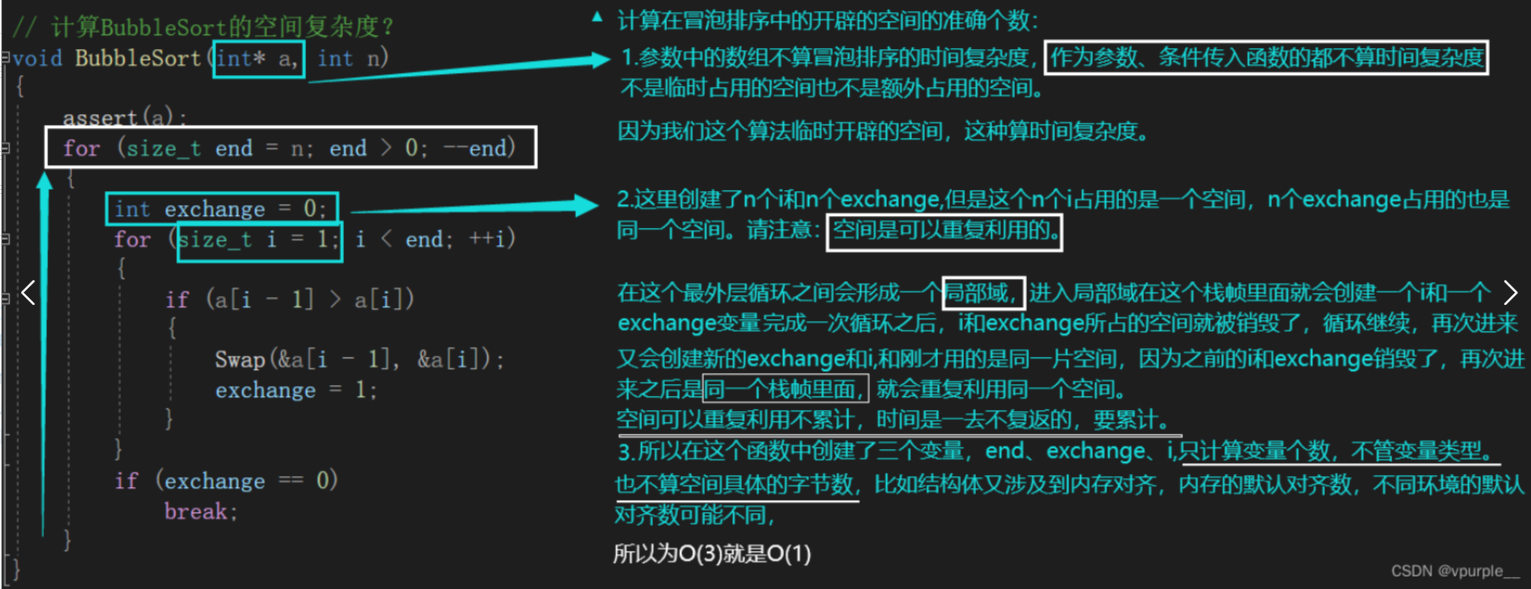 // 计算BubbleSort的空间复杂度？
void BubbleSort(int* a, int n)
{
assert(a);
for (size_t end = n; end > 0; --end)
{
int exchange = 0;
for (size_t i = 1; i < end; ++i)
{
if (a[i - 1] > a[i])
{
Swap(&a[i - 1], &a[i]);
exchange = 1;
}
}
if (exchange == 0)
break;
}
}
计算在冒泡排序中的开辟的空间的准确个数：
1.参数中的数组不算冒泡排序的时间复杂度，作为参数、条件传入函数的都不算时间复杂度
不是临时占用的空间也不是额外占用的空间。
因为我们这个算法临时开辟的空间，这种算时间复杂度。
2.这里创建了n个i和n个exchange,但是这个n个i占用的是一个空间，n个exchange占用的也是
同一个空间。请注意：空间是可以重复利用的。
在这个最外层循环之间会形成一个局部域，进入局部域在这个栈帧里面就会创建一个i和一个
exchange变量完成一次循环之后，i和exchange所占的空间就被销毁了，循环继续，再次进来
又会创建新的exchange和i,和刚才用的是同一片空间，因为之前的i和exchange销毁了，再次进
来之后是同一个栈帧里面，就会重复利用同一个空间。
空间可以重复利用不累计，时间是一去不复返的，要累计。
3.所以在这个函数中创建了三个变量，end、exchange、i,只计算变量个数，不管变量类型。
也不算空间具体的字节数，比如结构体又涉及到内存对齐，内存的默认对齐数，不同环境的默认
对齐数可能不同，
所以为O(3)就是O(1)
CSDN @vpurple__